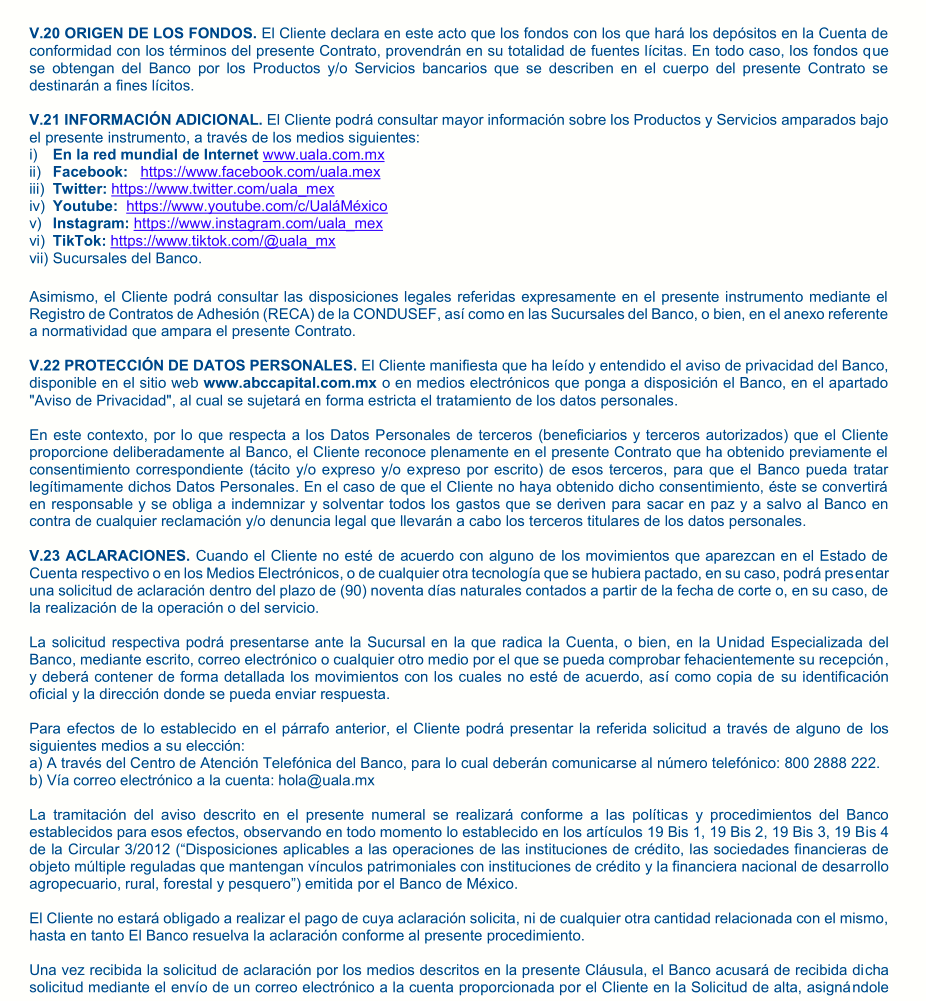 V.20 ORIGEN DE LOS FONDOS. El Cliente declara en este acto que los fondos con los que hará los depósitos en la Cuenta de
conformidad con los términos del presente Contrato, provendrán en su totalidad de fuentes lícitas. En todo caso, los fondos que
se obtengan del Banco por los Productos y/o Servicios bancarios que se describen en el cuerpo del presente Contrato se
destinarán a fines lícitos.
V.21 INFORMACIÓN ADICIONAL. El Cliente podrá consultar mayor información sobre los Productos y Servicios amparados bajo
el presente instrumento, a través de los medios siguientes:
i) En la red mundial de Internet www.uala.com.mx
ii) Facebook: https://www.facebook.com/uala.mex
iii) Twitter: https://www.twitter.com/uala_mex
iv) Youtube: https://www.youtube.com/c/UaláMéxico
v) Instagram: https://www.instagram.com/uala_mex
vi) TikTok: https://www.tiktok.com/@uala_mx
vii) Sucursales del Banco.
Asimismo, el Cliente podrá consultar las disposiciones legales referidas expresamente en el presente instrumento mediante el
Registro de Contratos de Adhesión (RECA) de la CONDUSEF, así como en las Sucursales del Banco, o bien, en el anexo referente
a normatividad que ampara el presente Contrato.
V.22 PROTECCIÓN DE DATOS PERSONALES. El Cliente manifiesta que ha leído y entendido el aviso de privacidad del Banco,
disponible en el sitio web www.abccapital.com.mx o en medios electrónicos que ponga a disposición el Banco, en el apartado
"Aviso de Privacidad", al cual se sujetará en forma estricta el tratamiento de los datos personales.
En este contexto, por lo que respecta a los Datos Personales de terceros (beneficiarios y terceros autorizados) que el Cliente
proporcione deliberadamente al Banco, el Cliente reconoce plenamente en el presente Contrato que ha obtenido previamente el
consentimiento correspondiente (tácito y/o expreso y/o expreso por escrito) de esos terceros, para que el Banco pueda tratar
legítimamente dichos Datos Personales. En el caso de que el Cliente no haya obtenido dicho consentimiento, éste se convertirá
en responsable y se obliga a indemnizar y solventar todos los gastos que se deriven para sacar en paz y a salvo al Banco en
contra de cualquier reclamación y/o denuncia legal que llevarán a cabo los terceros titulares de los datos personales.
V.23 ACLARACIONES. Cuando el Cliente no esté de acuerdo con alguno de los movimientos que aparezcan en el Estado de
Cuenta respectivo o en los Medios Electrónicos, o de cualquier otra tecnología que se hubiera pactado, en su caso, podrá presentar
una solicitud de aclaración dentro del plazo de (90) noventa días naturales contados a partir de la fecha de corte o, en su caso, de
la realización de la operación o del servicio.
La solicitud respectiva podrá presentarse ante la Sucursal en la que radica la Cuenta, o bien, en la Unidad Especializada del
Banco, mediante escrito, correo electrónico o cualquier otro medio por el que se pueda comprobar fehacientemente su recepción,
y deberá contener de forma detallada los movimientos con los cuales no esté de acuerdo, así como copia de su identificación
oficial y la dirección donde se pueda enviar respuesta.
Para efectos de lo establecido en el párrafo anterior, el Cliente podrá presentar la referida solicitud a través de alguno de los
siguientes medios a su elección:
a) A través del Centro de Atención Telefónica del Banco, para lo cual deberán comunicarse al número telefónico: 800 2888 222.
b) Vía correo electrónico a la cuenta: hola@uala.mx
La tramitación del aviso descrito en el presente numeral se realizará conforme a las políticas y procedimientos del Banco
establecidos para esos efectos, observando en todo momento lo establecido en los artículos 19 Bis 1, 19 Bis 2, 19 Bis 3, 19 Bis 4
de la Circular 3/2012 (“Disposiciones aplicables a las operaciones de las instituciones de crédito, las sociedades financieras de
objeto múltiple reguladas que mantengan vínculos patrimoniales con instituciones de crédito y la financiera nacional de desarrollo
agropecuario, rural, forestal y pesquero”) emitida por el Banco de México.
El Cliente no estará obligado a realizar el pago de cuya aclaración solicita, ni de cualquier otra cantidad relacionada con el mismo,
hasta en tanto El Banco resuelva la aclaración conforme al presente procedimiento.
Una vez recibida la solicitud de aclaración por los medios descritos en la presente Cláusula, el Banco acusará de recibida dicha
solicitud mediante el envío de un correo electrónico a la cuenta proporcionada por el Cliente en la Solicitud de alta, asignándole